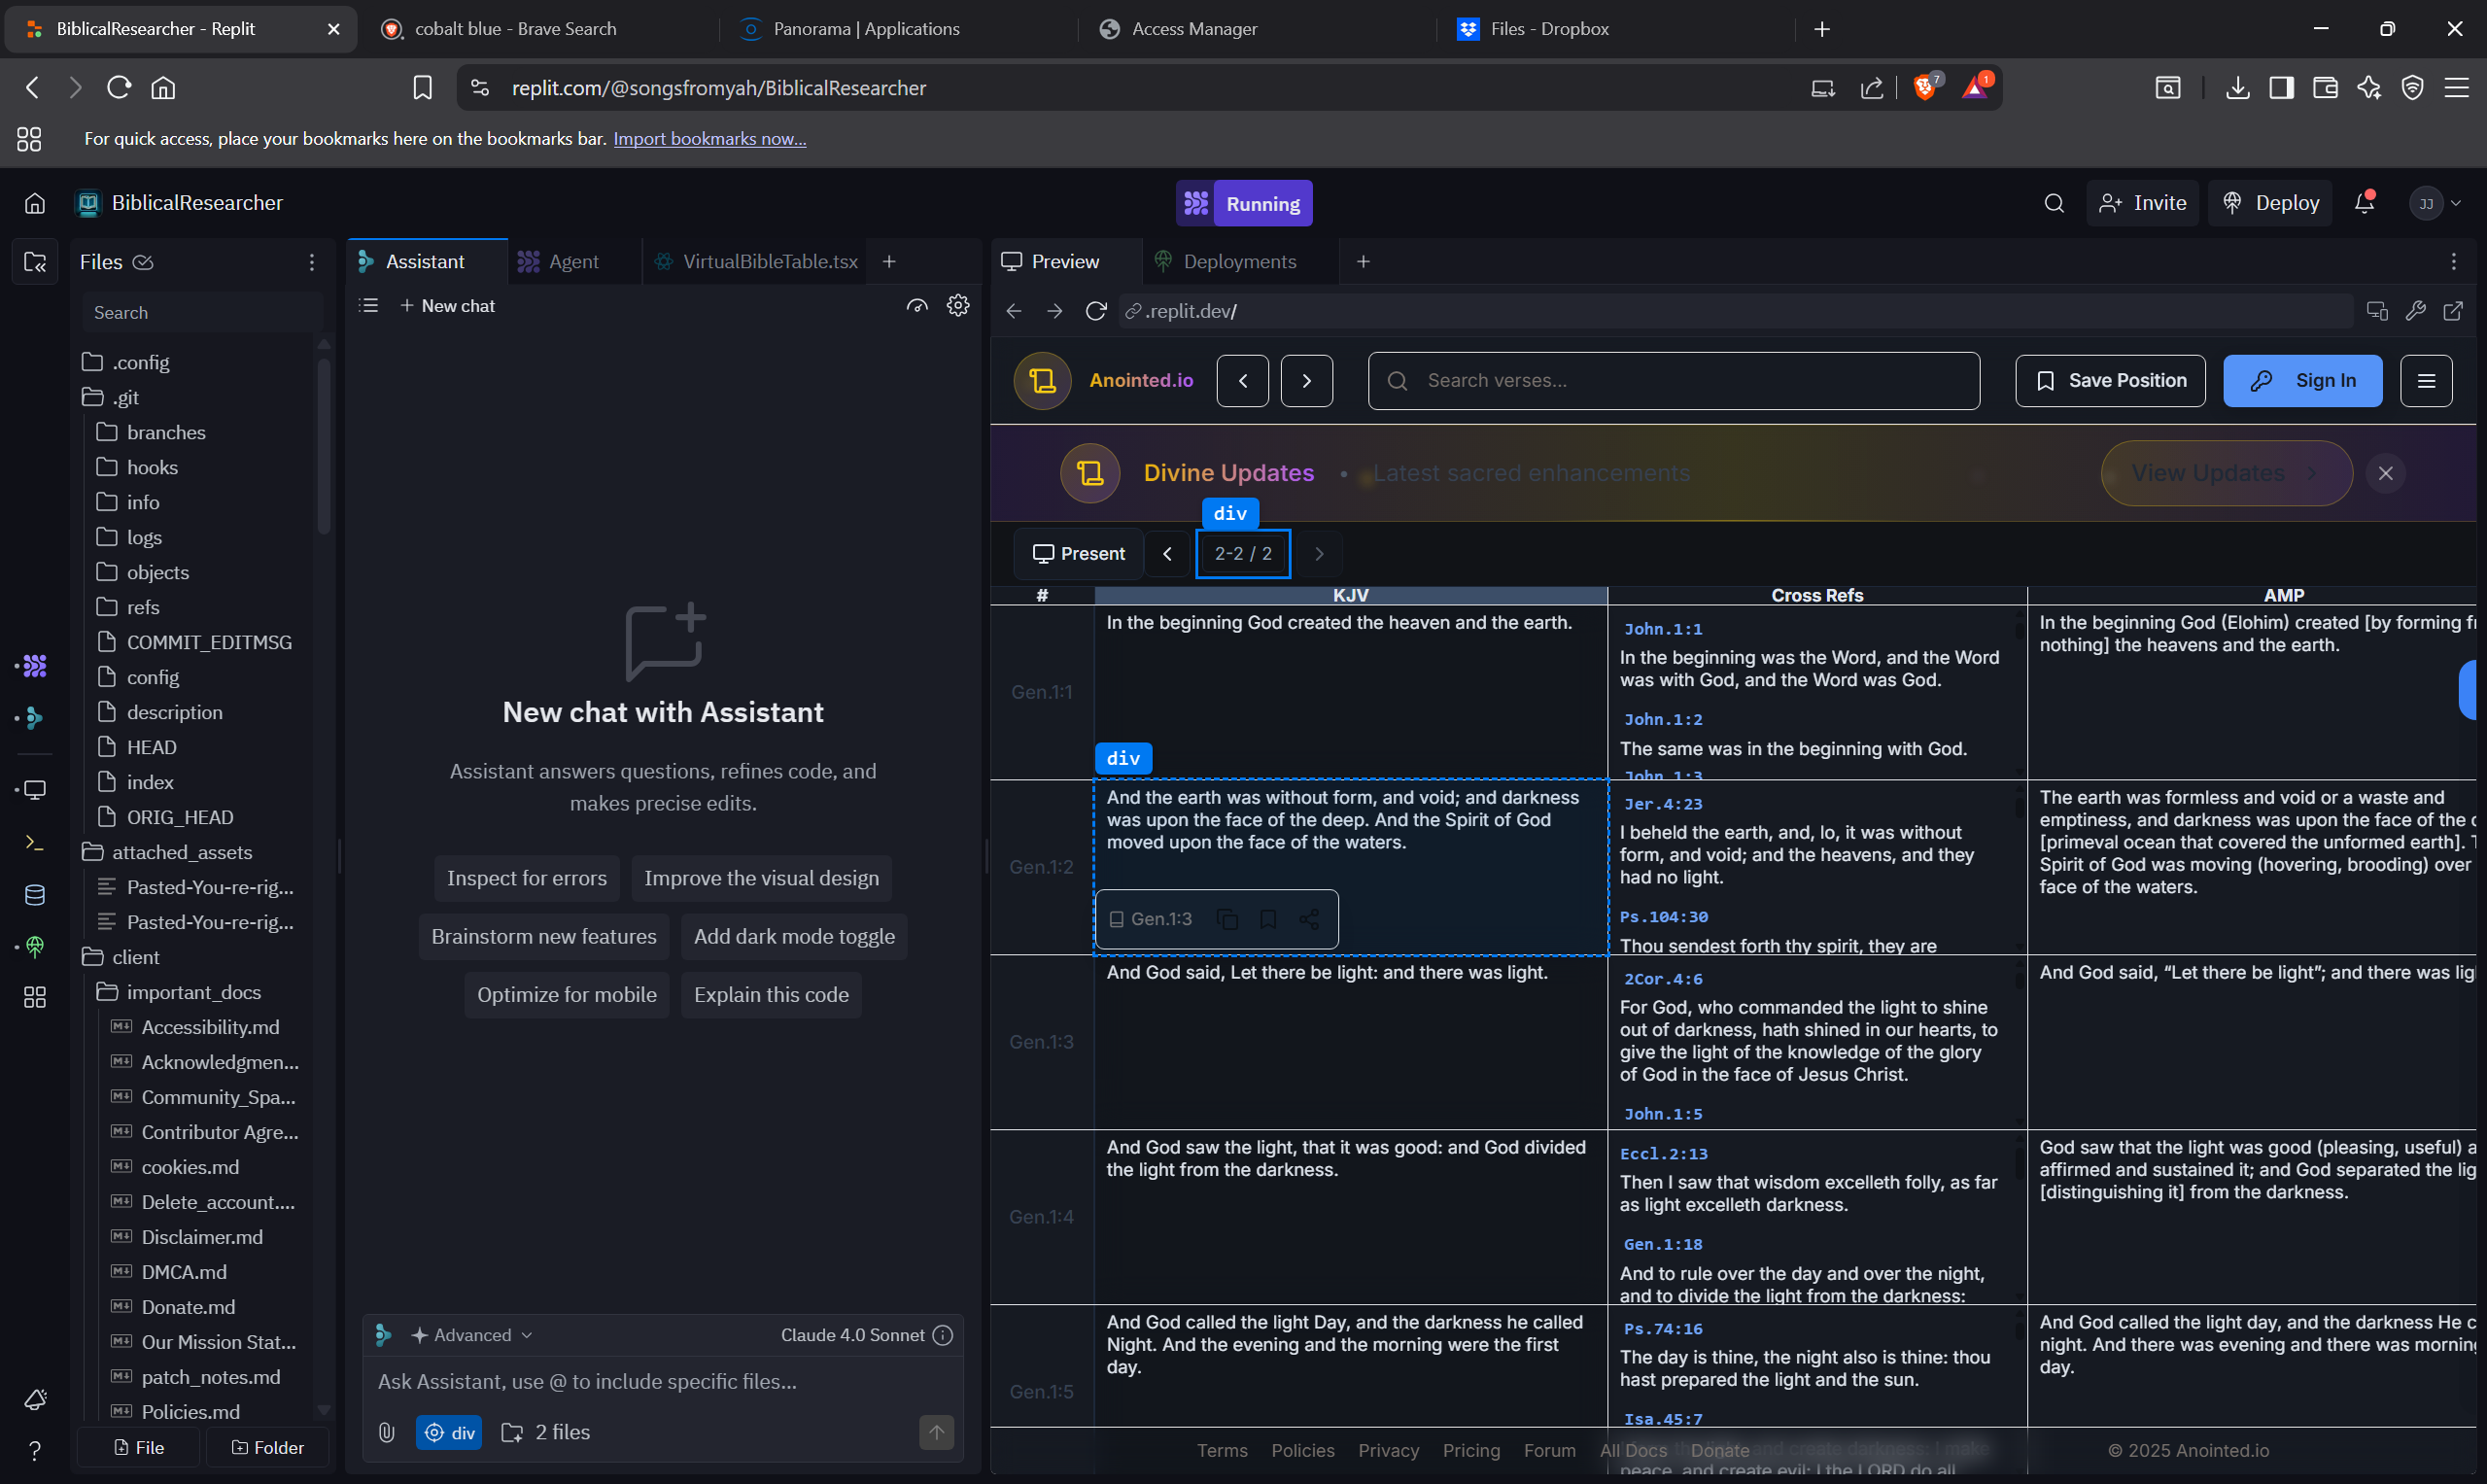 BiblicalResearcher - Replit
cobalt blue - Brave Search
Panorama | Applications
Access Manager
Files - Dropbox
replit.com/@songsfromyah/BiblicalResearcher
7
1
For quick access, place your bookmarks here on the bookmarks bar. Import bookmarks now...
BiblicalResearcher
Running
Invite
Deploy
JJ
Files
Search
.config
.git
branches
hooks
info
logs
objects
refs
COMMIT_EDITMSG
config
description
HEAD
index
ORIG_HEAD
attached_assets
Pasted-You-re-rig...
Pasted-You-re-rig...
client
important_docs
Accessibility.md
Acknowledgmen...
Community_Spa...
Contributor Agre...
cookies.md
Delete_account....
Disclaimer.md
DMCA.md
Donate.md
Our Mission Stat...
patch_notes.md
Policies.md
File
Folder
Assistant
Agent
VirtualBibleTable.tsx
New chat
New chat with Assistant
Assistant answers questions, refines code, and
makes precise edits.
Inspect for errors
Improve the visual design
Brainstorm new features
Add dark mode toggle
Optimize for mobile
Explain this code
Advanced
Claude 4.0 Sonnet
Ask Assistant, use @ to include specific files...
div
2 files
Preview
Deployments
.replit.dev/
Anointed.io
Search verses...
Save Position
Sign In
Divine Updates
• Latest sacred enhancements
View Updates
div
Present
2-2 / 2
#
KJV
Cross Refs
AMP
Gen.1:1
In the beginning God created the heaven and the earth.
John.1:1
In the beginning was the Word, and the Word
was with God, and the Word was God.
John.1:2
The same was in the beginning with God.
John.1:3
In the beginning God (Elohim) created [by forming
nothing] the heavens and the earth.
div
Gen.1:2
And the earth was without form, and void; and darkness
was upon the face of the deep. And the Spirit of God
moved upon the face of the waters.
Gen.1:3
Jer.4:23
I beheld the earth, and, lo, it was without
form, and void; and the heavens, and they
had no light.
Ps.104:30
Thou sendest forth thy spirit, they are
The earth was formless and void or a waste and
emptiness, and darkness was upon the face of the
[primeval ocean that covered the unformed earth].
Spirit of God was moving (hovering, brooding) over
face of the waters.
Gen.1:3
And God said, Let there be light: and there was light.
2Cor.4:6
For God, who commanded the light to shine
out of darkness, hath shined in our hearts, to
give the light of the knowledge of the glory
of God in the face of Jesus Christ.
John.1:5
And God said, “Let there be light”; and there was
Gen.1:4
And God saw the light, that it was good: and God divided
the light from the darkness.
Eccl.2:13
Then I saw that wisdom excelleth folly, as far
as light excelleth darkness.
Gen.1:18
And to rule over the day and over the night,
and to divide the light from the darkness:
God saw that the light was good (pleasing, useful)
affirmed and sustained it; and God separated the
[distinguishing it] from the darkness.
Gen.1:5
And God called the light Day, and the darkness he called
Night. And the evening and the morning were the first
day.
Ps.74:16
The day is thine, the night also is thine: thou
hast prepared the light and the sun.
Isa.45:7
and create darkness: I make
peace, and create evil: I the LORD do all
And God called the light day, and the darkness He
night. And there was evening and there was
day.
Terms
Policies
Privacy
Pricing
Forum
All Docs
Donate
© 2025 Anointed.io